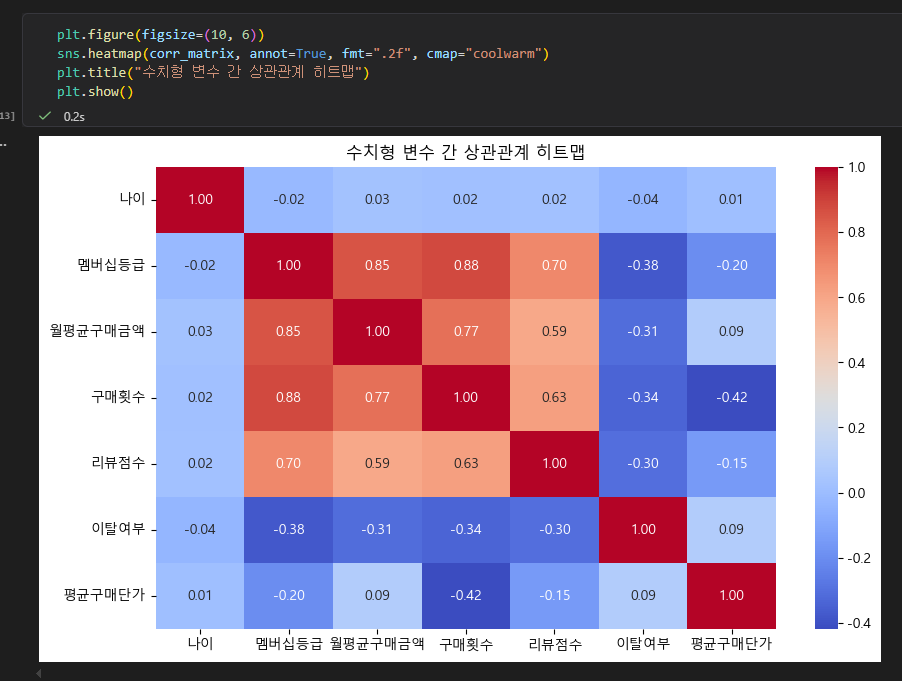 plt.figure(figsize=(10, 6))
sns.heatmap(corr_matrix, annot=True, fmt=".2f", cmap="coolwarm")
plt.title("수치형 변수 간 상관관계 히트맵")
plt.show()
13]
0.2s
수치형 변수 간 상관관계 히트맵
나이 1.00 -0.02 0.03 0.02 0.02 -0.04 0.01
멤버십등급 -0.02 1.00 0.85 0.88 0.70 -0.38 -0.20
월평균구매금액 0.03 0.85 1.00 0.77 0.59 -0.31 0.09
구매횟수 0.02 0.88 0.77 1.00 0.63 -0.34 -0.42
리뷰점수 0.02 0.70 0.59 0.63 1.00 -0.30 -0.15
이탈여부 -0.04 -0.38 -0.31 -0.34 -0.30 1.00 0.09
평균구매단가 0.01 -0.20 0.09 -0.42 -0.15 0.09 1.00
나이 멤버십등급 월평균구매금액 구매횟수 리뷰점수 이탈여부 평균구매단가
1.0
0.8
0.6
0.4
0.2
0.0
-0.2
-0.4